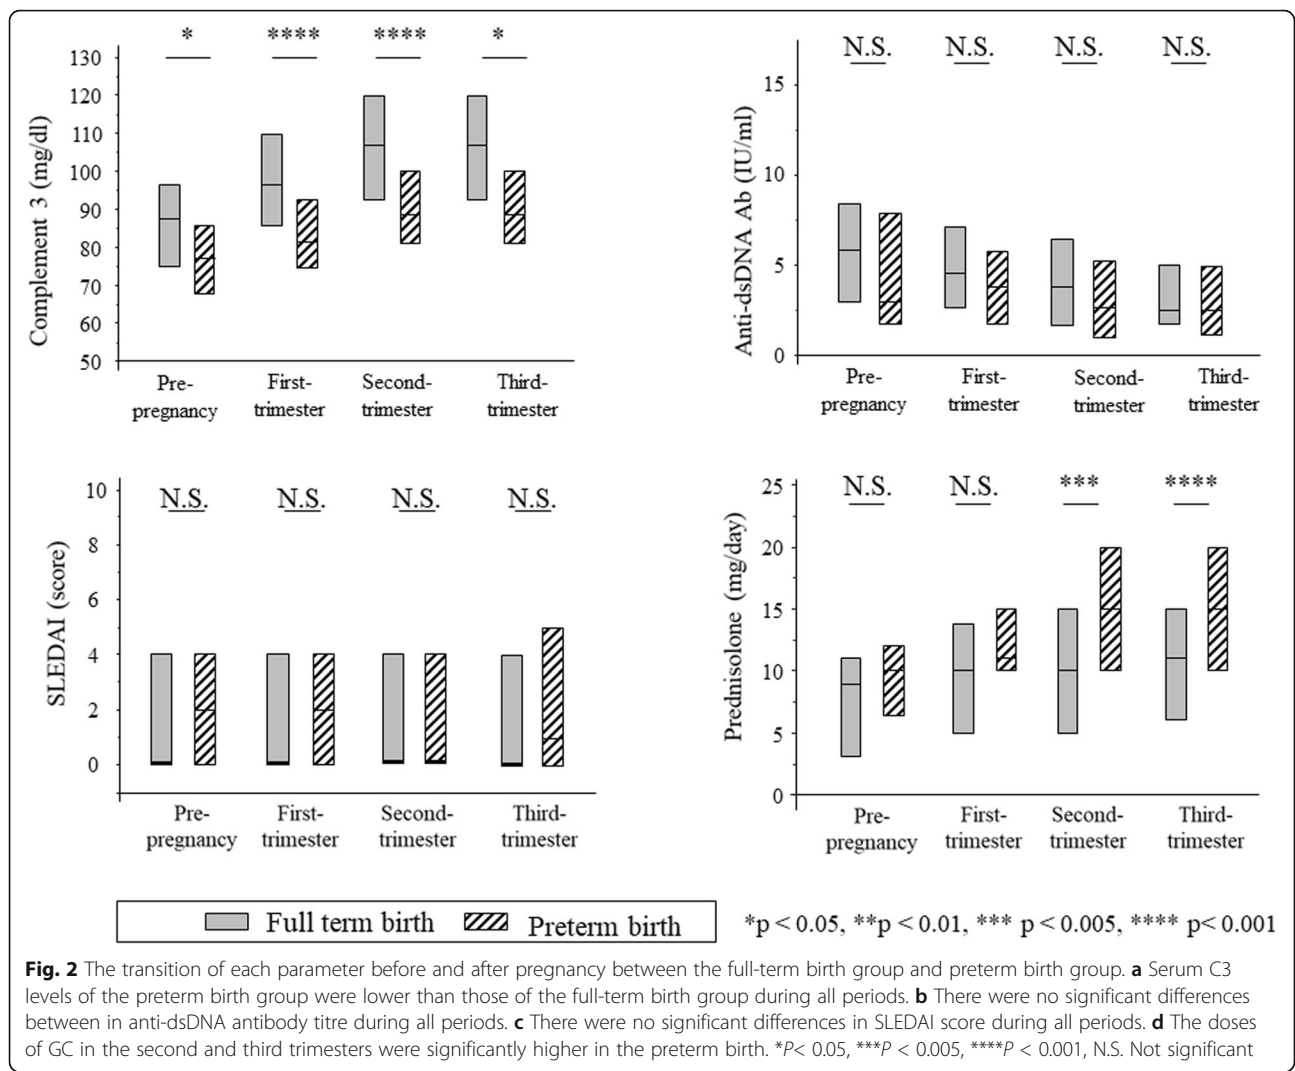 * **** **** *
130
120
110
100
90
80
70
60
50
Complement 3 (mg/dl)
Pre-
pregnancy
First-
trimester
Second-
trimester
Third-
trimester
N.S. N.S. N.S. N.S.
15
10
5
0
Anti-dsDNA Ab (IU/ml)
Pre-
pregnancy
First-
trimester
Second-
trimester
Third-
trimester
N.S. N.S. N.S. N.S.
10
8
6
4
2
0
SLEDAI (score)
Pre-
pregnancy
First-
trimester
Second-
trimester
Third-
trimester
N.S. N.S. *** ****
25
20
15
10
5
0
Prednisolone (mg/day)
Pre-
pregnancy
First-
trimester
Second-
trimester
Third-
trimester
Full term birth Preterm birth
*p < 0.05, **p < 0.01, *** p < 0.005, **** p< 0.001
Fig. 2 The transition of each parameter before and after pregnancy between the full-term birth group and preterm birth group. a Serum C3
levels of the preterm birth group were lower than those of the full-term birth group during all periods. b There were no significant differences
between in anti-dsDNA antibody titre during all periods. c There were no significant differences in SLEDAI score during all periods. d The doses
of GC in the second and third trimesters were significantly higher in the preterm birth. *P< 0.05, ***P < 0.005, ****P < 0.001, N.S. Not significant